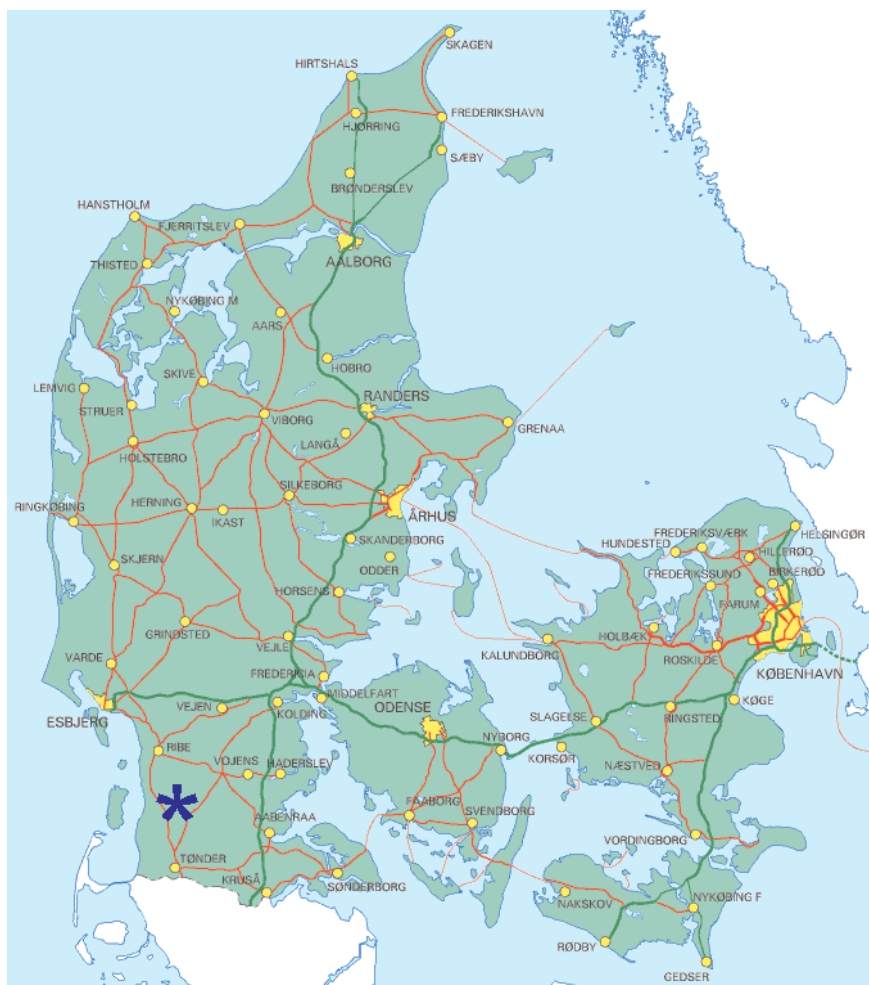 SKAGEN
HIRTSHALS
FREDERIKSHAVN
HJØRRING
SÆBY
BRØNDERSLEV
HANSTHOLM
FJERRITSLEV
AALBORG
THISTED
NYKØBING M
AARS
HOBRO
SKIVE
LEMVIG
RANDERS
STRUER
VIBORG
GRENAA
LANGÅ
HOLSTEBRO
SILKEBORG
RINGKØBING
HERNING
IKAST
ÅRHUS
FREDERIKSVÆRK
HELSINGØR
SKANDERBORG
HUNDESTED
HILLERØD
SKJERN
ODDER
FREDERIKSSUND
BIRKERØD
HORSENS
FARUM
GRINDSTED
HOLBÆK
VEJLE
KALUNDBORG
ROSKILDE
VARDE
FREDERICIA
KØBENHAVN
MIDDELFART
VEJEN
KOLDING
ODENSE
KØGE
ESBJERG
SLAGELSE
RINGSTED
NYBORG
RIBE
KORSØR
VOJENS
HADERSLEV
NÆSTVED
*
FAABORG
SVENDBORG
AABENRAA
VORDINGBORG
TØNDER
KRUSÅ
SØNDERBORG
NYKØBING F
NAKSKOV
RØDBY
GEDSER